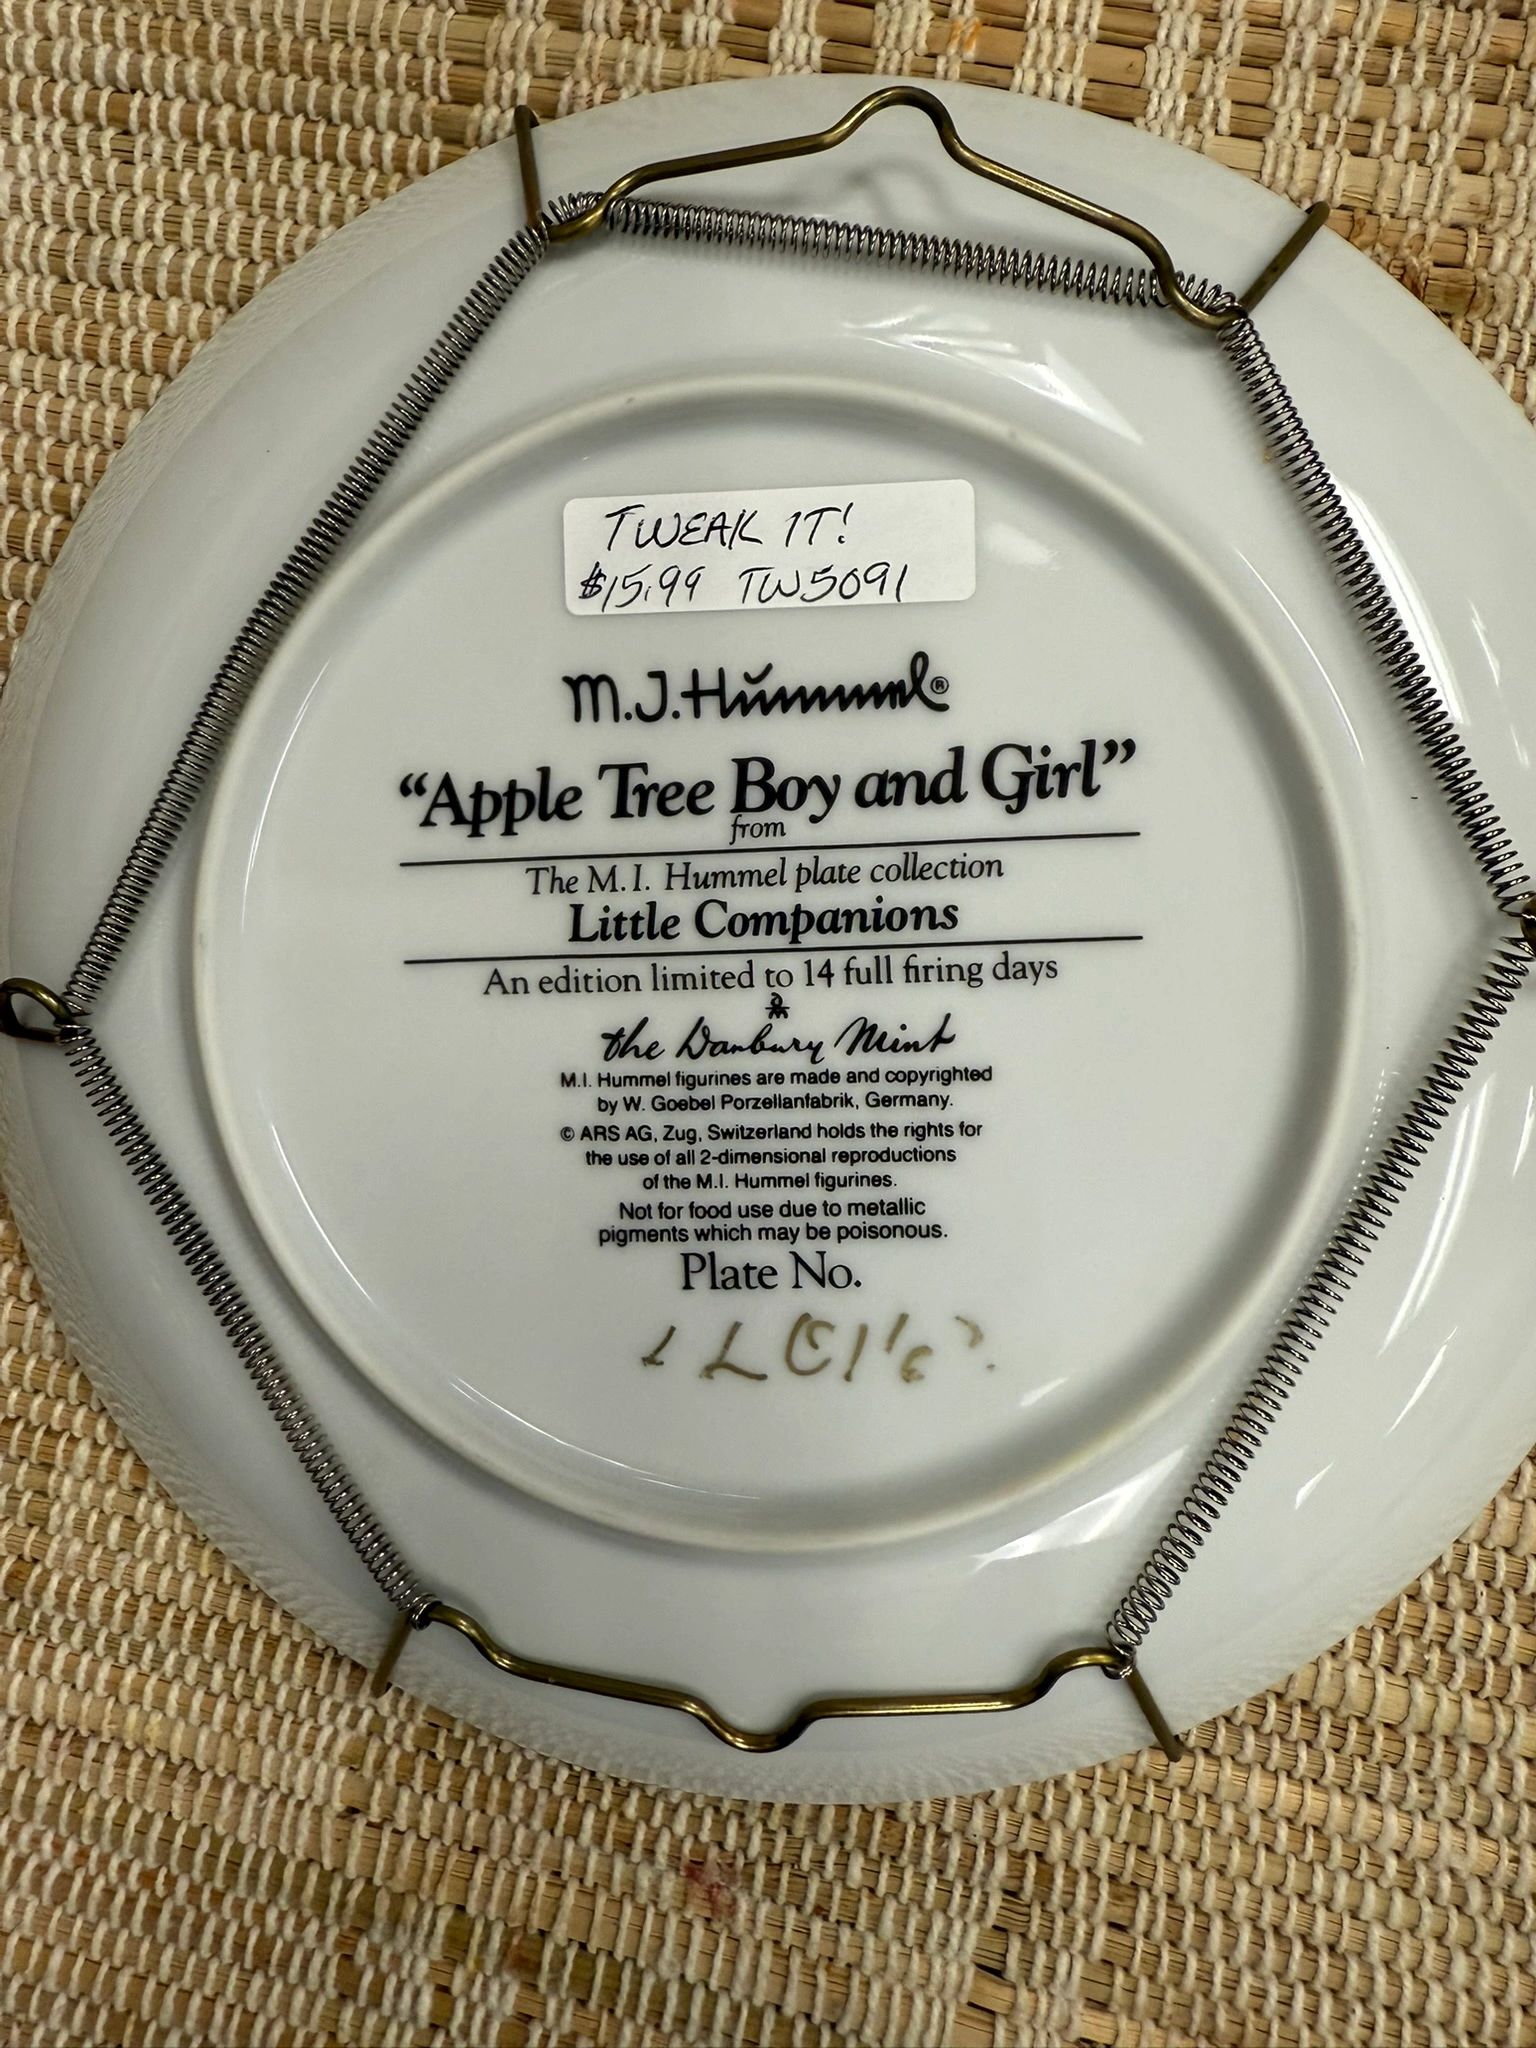 TWEAK IT!
$15.99 TW5091
M.J. Hummel®
“Apple Tree Boy and Girl”
from
The M.I. Hummel plate collection
Little Companions
An edition limited to 14 full firing days
the Danbury Mint
M.I. Hummel figurines are made and copyrighted
by W. Goebel Porzellanfabrik, Germany.
© ARS AG, Zug, Switzerland holds the rights for
the use of all 2-dimensional reproductions
of the M.I. Hummel figurines.
Not for food use due to metallic
pigments which may be poisonous.
Plate No.